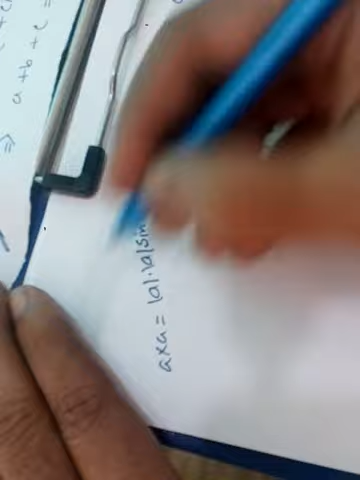 ⇒ a+b+c =
axa = |a|.|a|sin